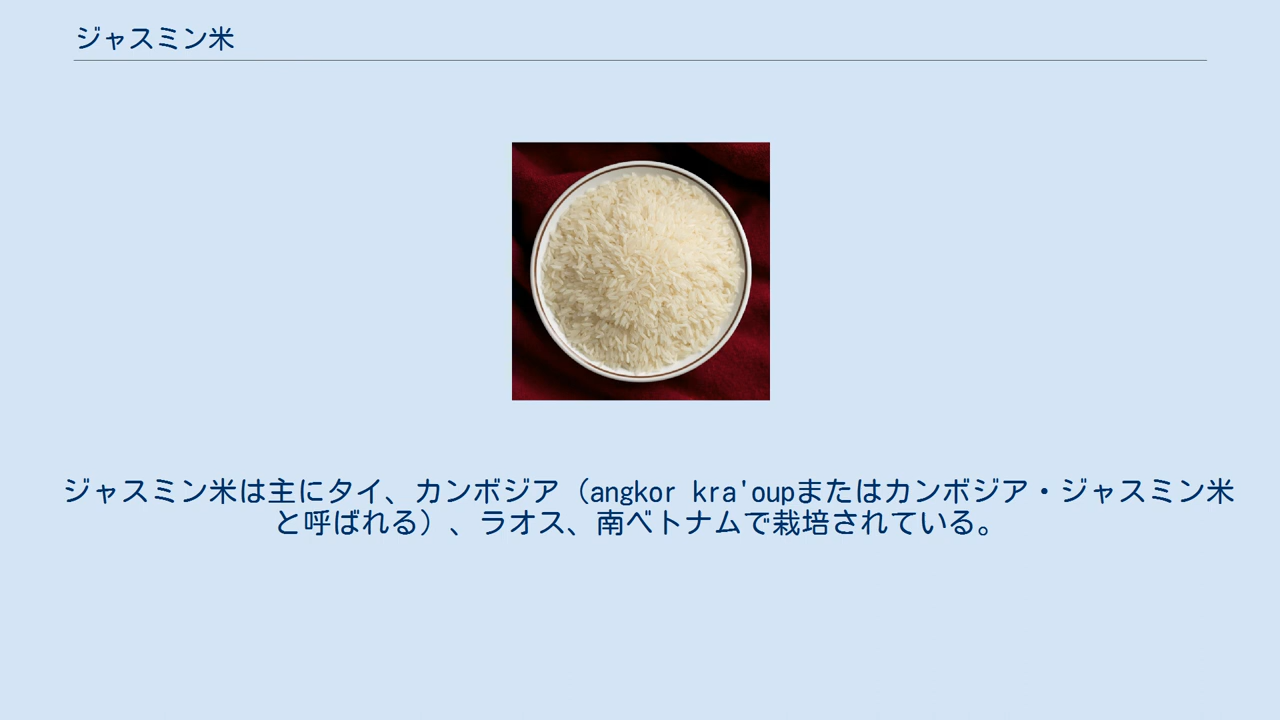 ジャスミン米
ジャスミン米は主にタイ、カンボジア（angkor kra'oupまたはカンボジア・ジャスミン米
と呼ばれる）、ラオス、南ベトナムで栽培されている。